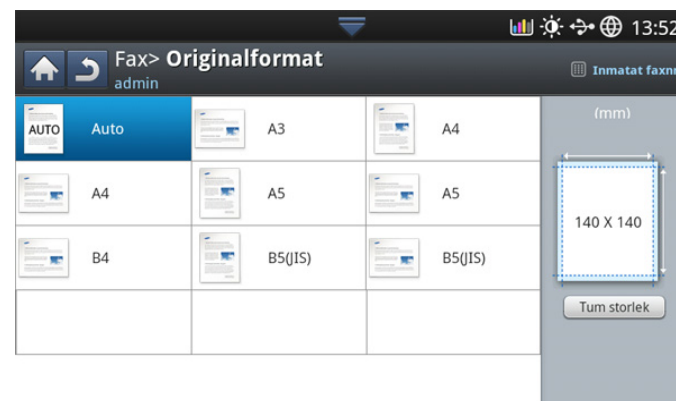 13:52
Fax> Originalformat
admin
Inmatat faxnr
AUTO Auto
A3
A4
A4
A5
A5
B4
B5(JIS)
B5(JIS)
(mm)
140 X 140
Tum storlek